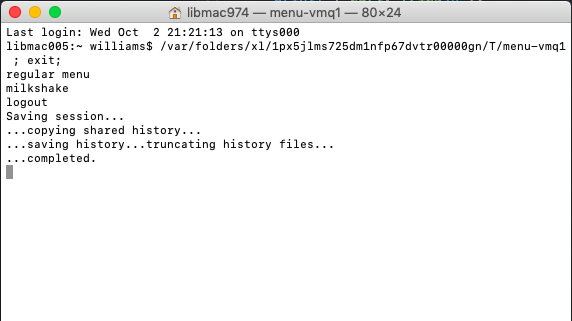 libmac974 — menu-vmq1 — 80×24
Last login: Wed Oct  2 21:21:13 on ttys000
libmac005:~ williams$ /var/folders/xl/1px5jlms725dm1nfp67dvtr00000gn/T/menu-vmq1
 ; exit;
regular menu
milkshake
logout
Saving session...
...copying shared history...
...saving history...truncating history files...
...completed.